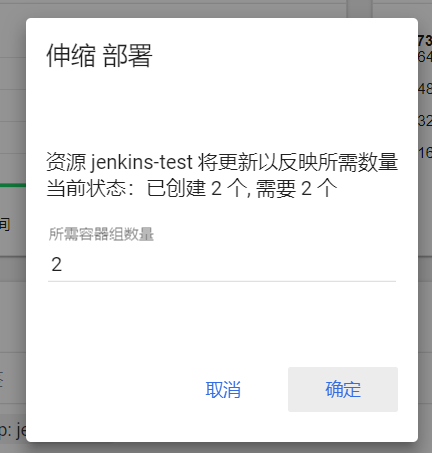 73
64
伸缩 部署
48
32
资源 jenkins-test 将更新以反映所需数量
16
当前状态：已创建 2 个, 需要 2 个
间
所需容器组数量
2
取消
确定
p: je